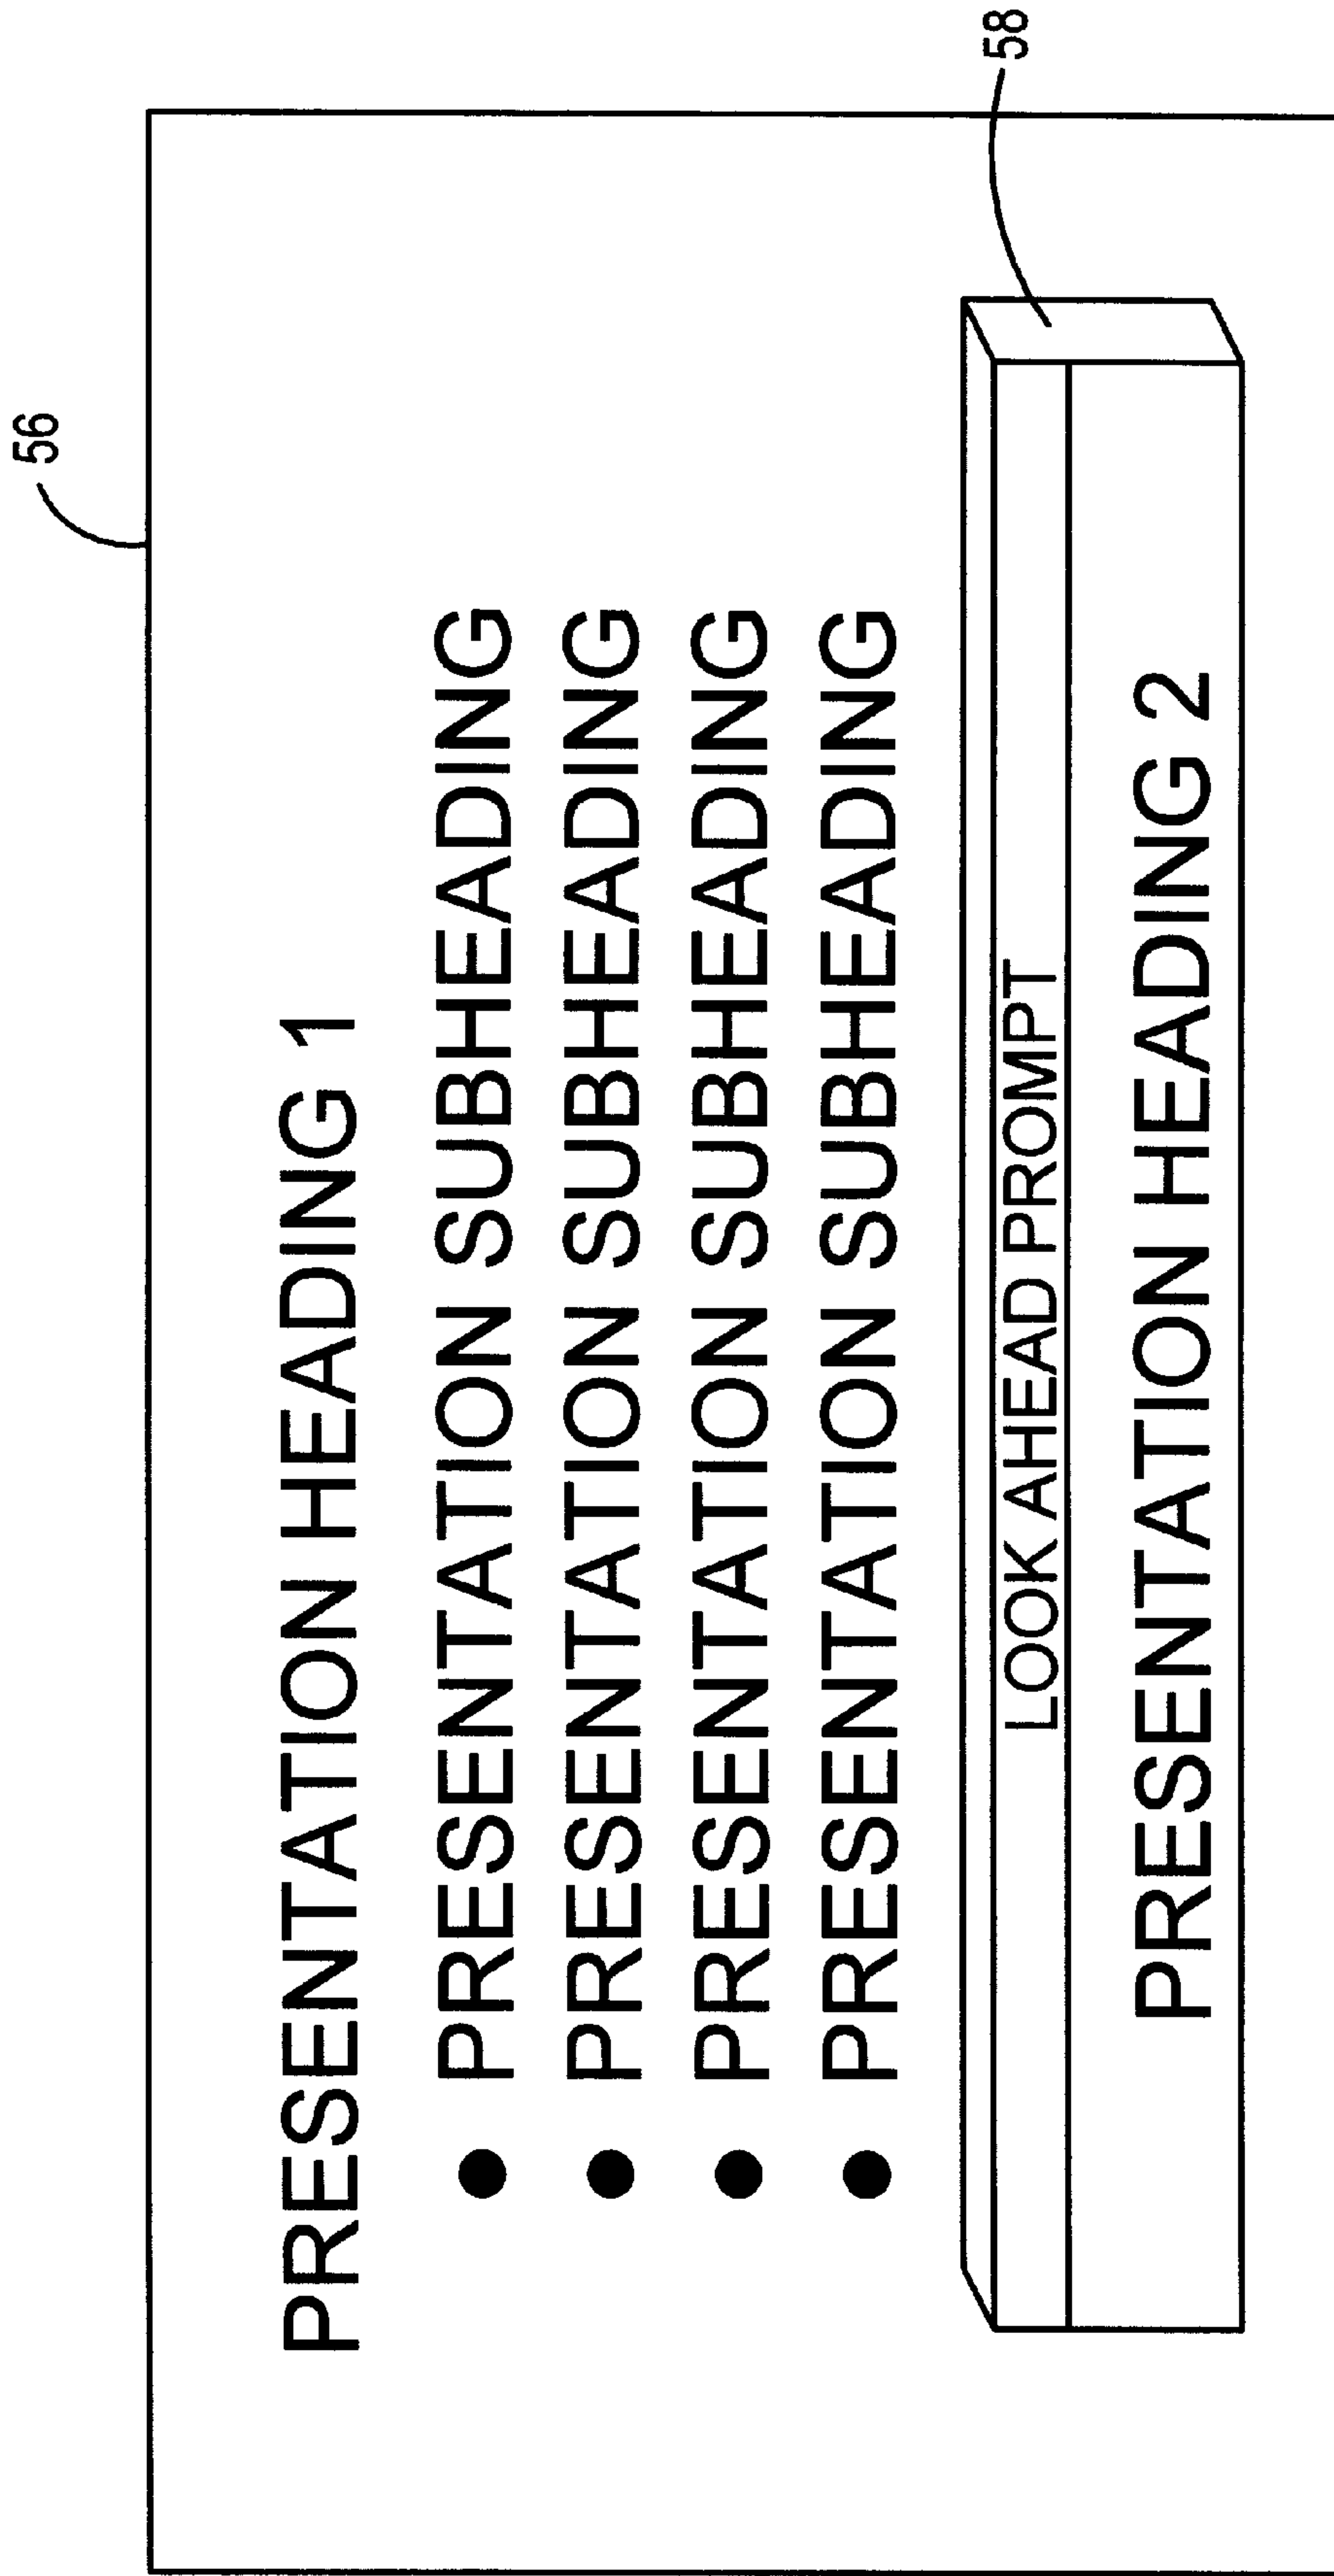 56
PRESENTATION HEADING 1
● PRESENTATION SUBHEADING
● PRESENTATION SUBHEADING
● PRESENTATION SUBHEADING
● PRESENTATION SUBHEADING
58
LOOK AHEAD PROMPT
PRESENTATION HEADING 2